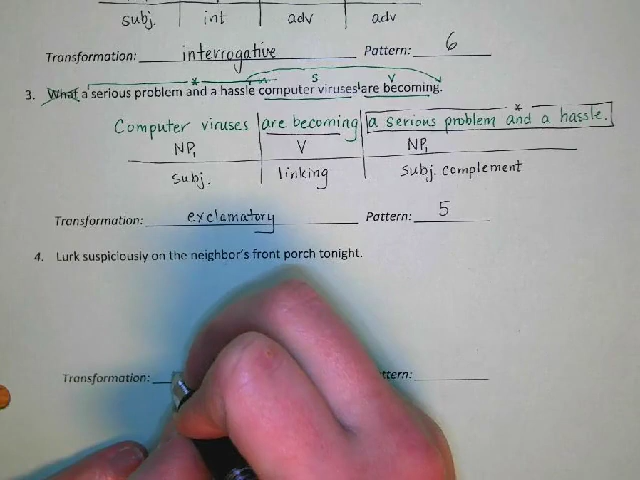 subj. int adv adv
Transformation: interrogative Pattern: 6
* s v
3. What a serious problem and a hassle computer viruses are becoming.
*
Computer viruses are becoming a serious problem and a hassle.
NP1 V NP1
subj. linking subj. complement
Transformation: exclamatory Pattern: 5
4. Lurk suspiciously on the neighbor's front porch tonight.
Transformation: ttern: